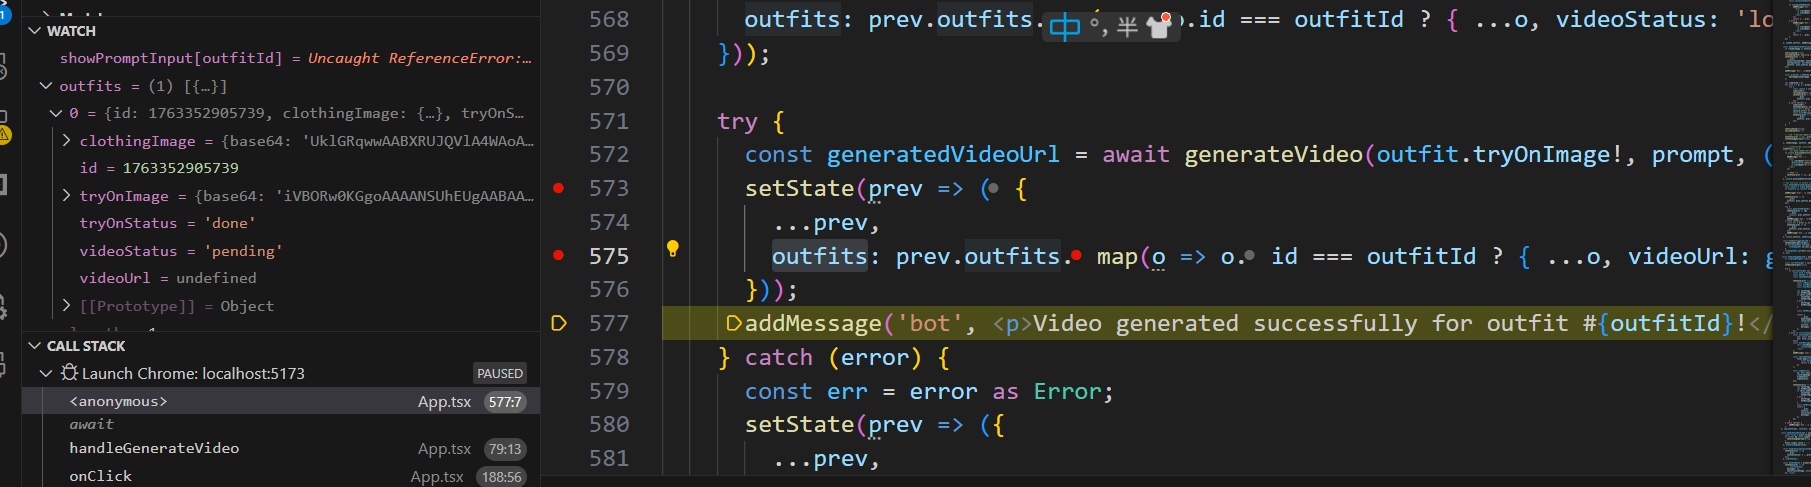 WATCH
showPromptInput[outfitId] = Uncaught ReferenceError:…
outfits = (1) [{…}]
0 = {id: 1763352905739, clothingImage: {…}, tryOnS…
clothingImage = {base64: 'UklGRqwwAABXRUJQVlA4WAoA…
id = 1763352905739
tryOnImage = {base64: 'iVBORw0KGgoAAAANSUhEUgAABAA…
tryOnStatus = 'done'
videoStatus = 'pending'
videoUrl = undefined
[[Prototype]] = Object
CALL STACK
Launch Chrome: localhost:5173 PAUSED
<anonymous> App.tsx 577:7
await
handleGenerateVideo App.tsx 79:13
onClick App.tsx 188:56
568 outfits: prev.outfits. .id === outfitId ? { ...o, videoStatus: 'lo
中 °, 半
569 }));
570
571 try {
572 const generatedVideoUrl = await generateVideo(outfit.tryOnImage!, prompt, (
573 setState(prev => ( {
574 ...prev,
575 outfits: prev.outfits. map(o => o. id === outfitId ? { ...o, videoUrl: g
576 }));
577 addMessage('bot', <p>Video generated successfully for outfit #{outfitId}!</
578 } catch (error) {
579 const err = error as Error;
580 setState(prev => ({
581 ...prev,